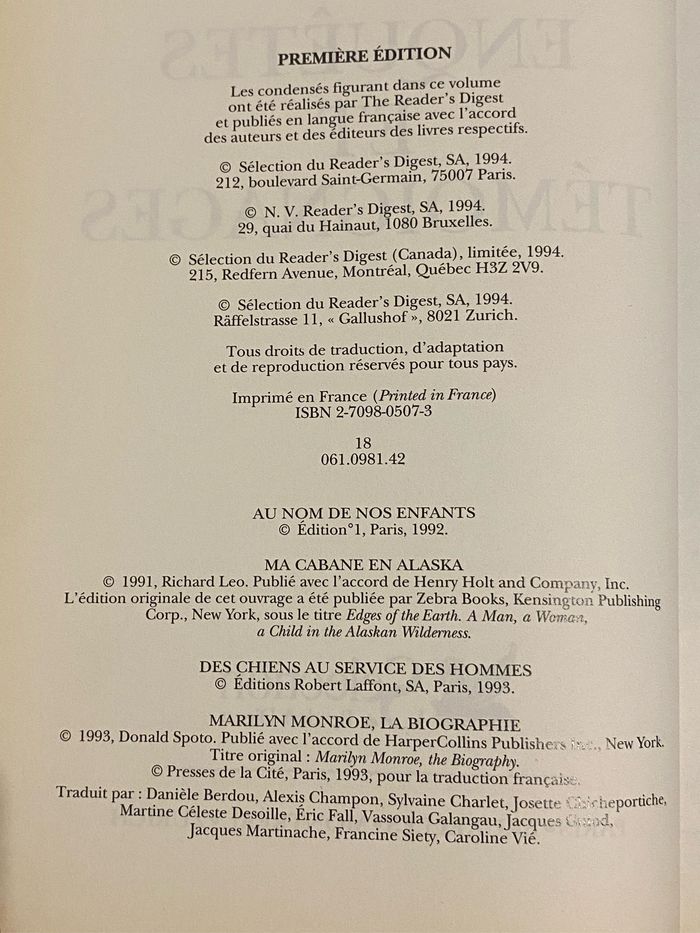 PREMIÈRE ÉDITION
Les condensés figurant dans ce volume
ont été réalisés par The Reader's Digest
et publiés en langue française avec l'accord
des auteurs et des éditeurs des livres respectifs.
© Sélection du Reader's Digest, SA, 1994.
212, boulevard Saint-Germain, 75007 Paris.
© N. V. Reader's Digest, SA, 1994.
29, quai du Hainaut, 1080 Bruxelles.
© Sélection du Reader's Digest (Canada), limitée, 1994.
215, Redfern Avenue, Montréal, Québec H3Z 2V9.
© Sélection du Reader's Digest, SA, 1994.
Räffelstrasse 11, « Gallushof », 8021 Zurich.
Tous droits de traduction, d'adaptation
et de reproduction réservés pour tous pays.
Imprimé en France (Printed in France)
ISBN 2-7098-0507-3
18
061.0981.42
AU NOM DE NOS ENFANTS
© Édition°1, Paris, 1992.
MA CABANE EN ALASKA
© 1991, Richard Leo. Publié avec l'accord de Henry Holt and Company, Inc.
L'édition originale de cet ouvrage a été publiée par Zebra Books, Kensington Publishing
Corp., New York, sous le titre Edges of the Earth. A Man, a Woman,
a Child in the Alaskan Wilderness.
DES CHIENS AU SERVICE DES HOMMES
© Éditions Robert Laffont, SA, Paris, 1993.
MARILYN MONROE, LA BIOGRAPHIE
© 1993, Donald Spoto. Publié avec l'accord de HarperCollins Publishers Inc., New York.
Titre original : Marilyn Monroe, the Biography.
© Presses de la Cité, Paris, 1993, pour la traduction française.
Traduit par : Danièle Berdou, Alexis Champon, Sylvaine Charlet, Josette
Martine Céleste Desoille, Éric Fall, Vassoula Galangau, Jacques
Jacques Martinache, Francine Siety, Caroline Vié.